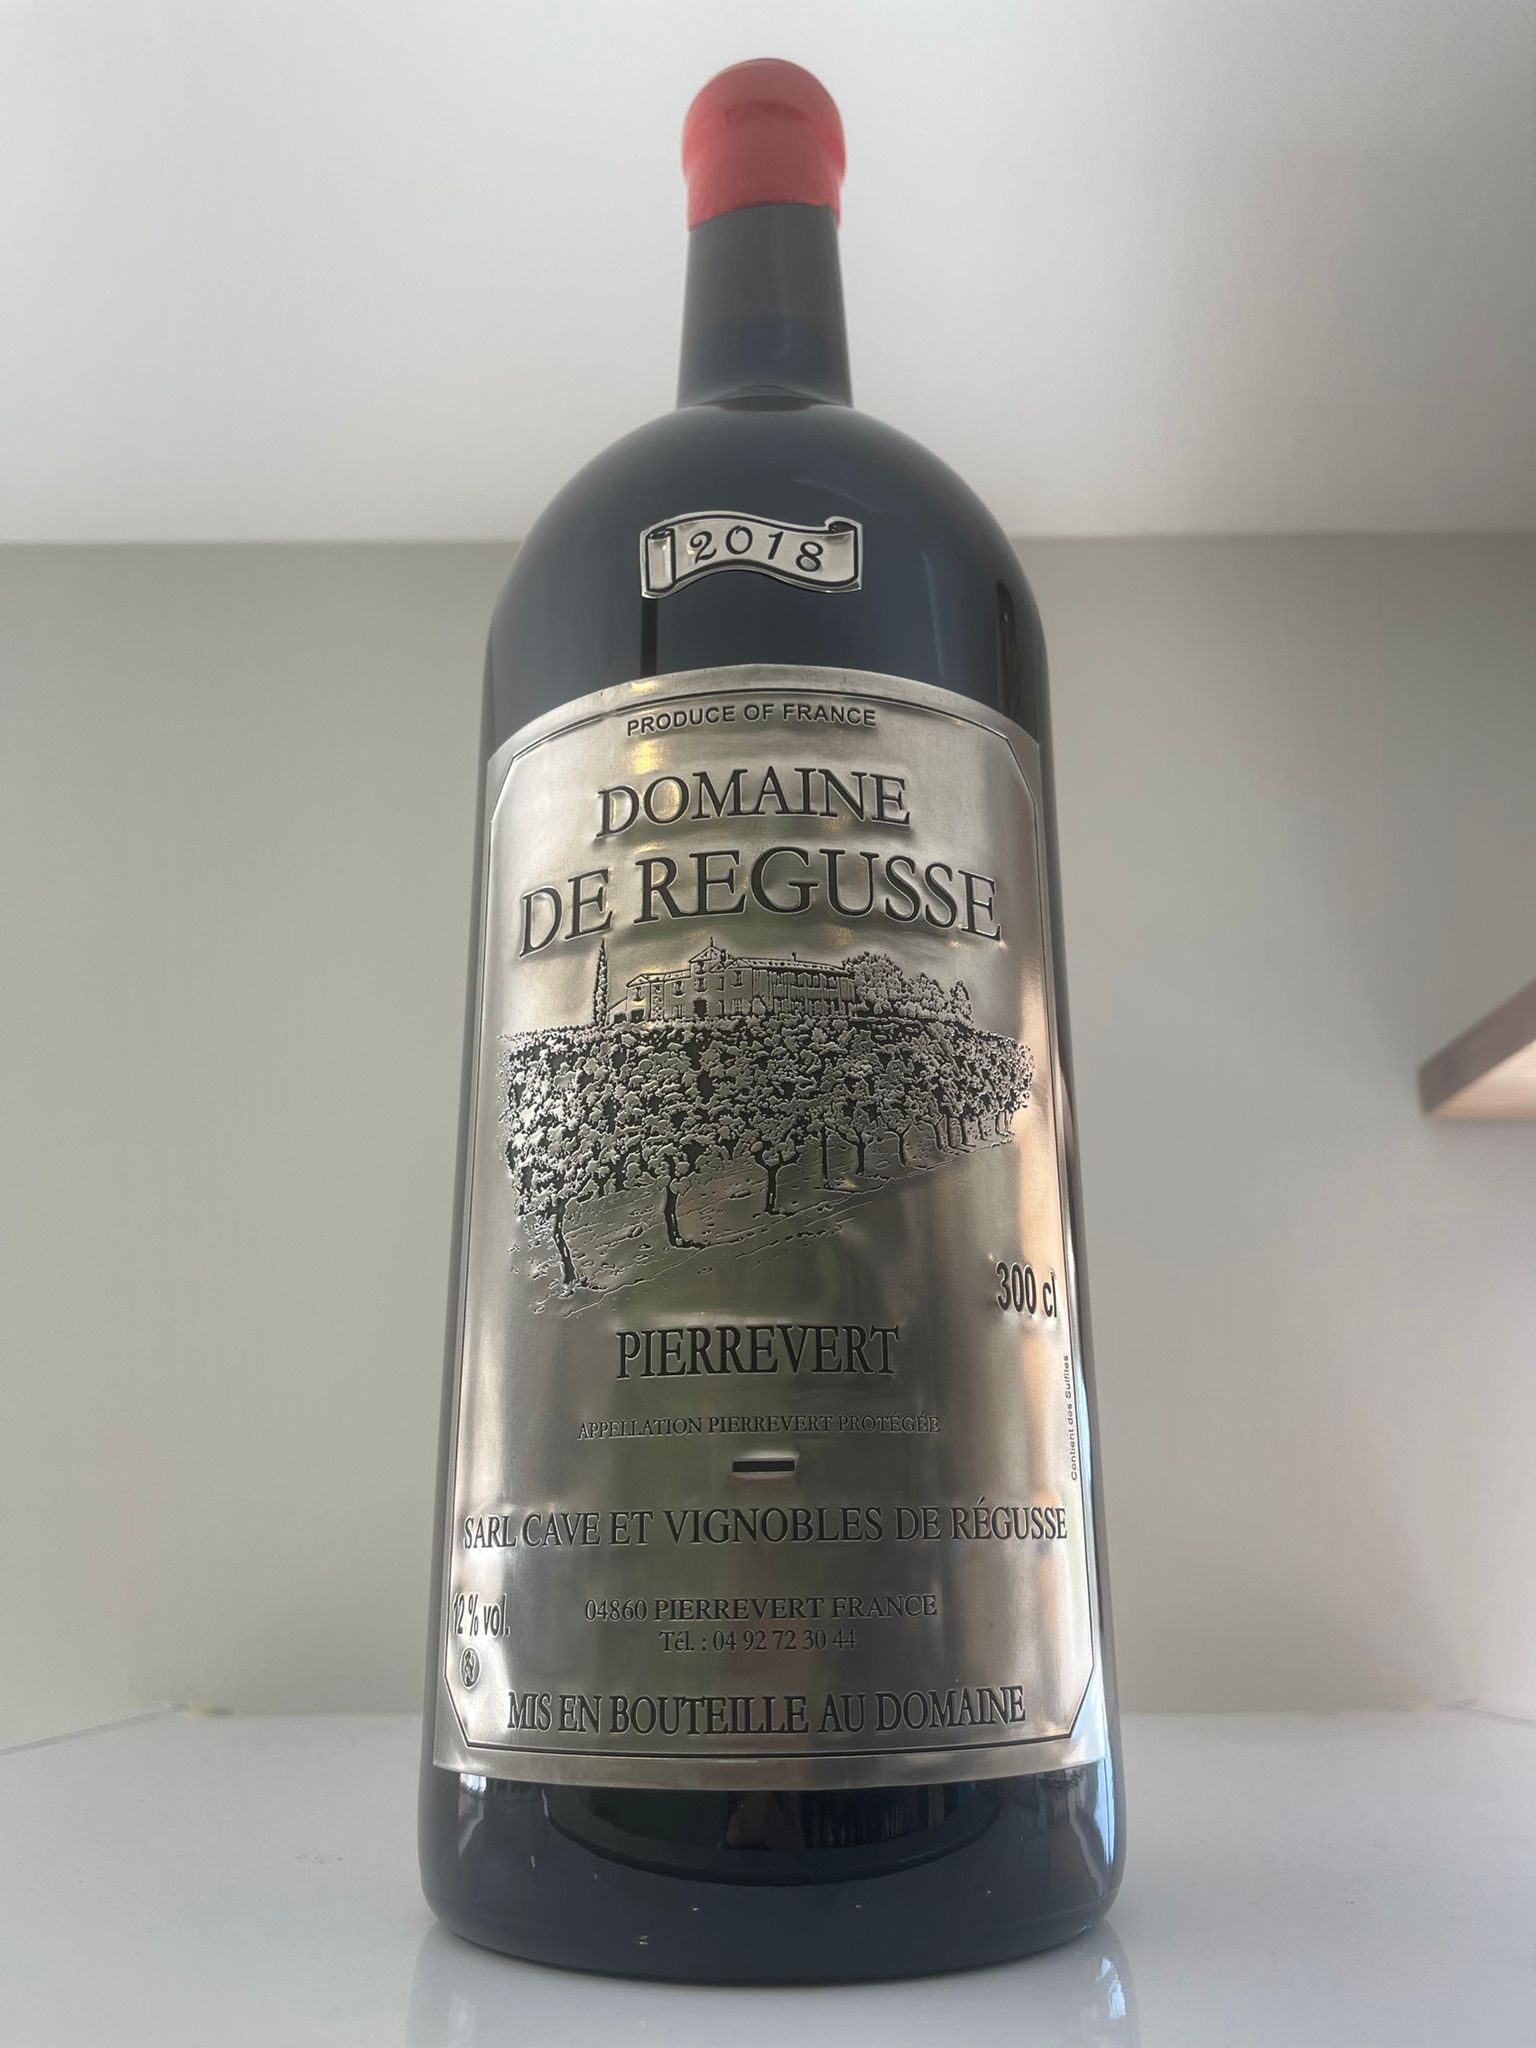 2018
PRODUCE OF FRANCE
DOMAINE
DE REGUSSE
300 cl
PIERREVERT
Contient des Sulfites
APPELLATION PIERREVERT PROTÉGÉE
SARL CAVE ET VIGNOBLES DE RÉGUSSE
12 % vol.
04860 PIERREVERT FRANCE
Tél. : 04 92 72 30 44
MIS EN BOUTEILLE AU DOMAINE